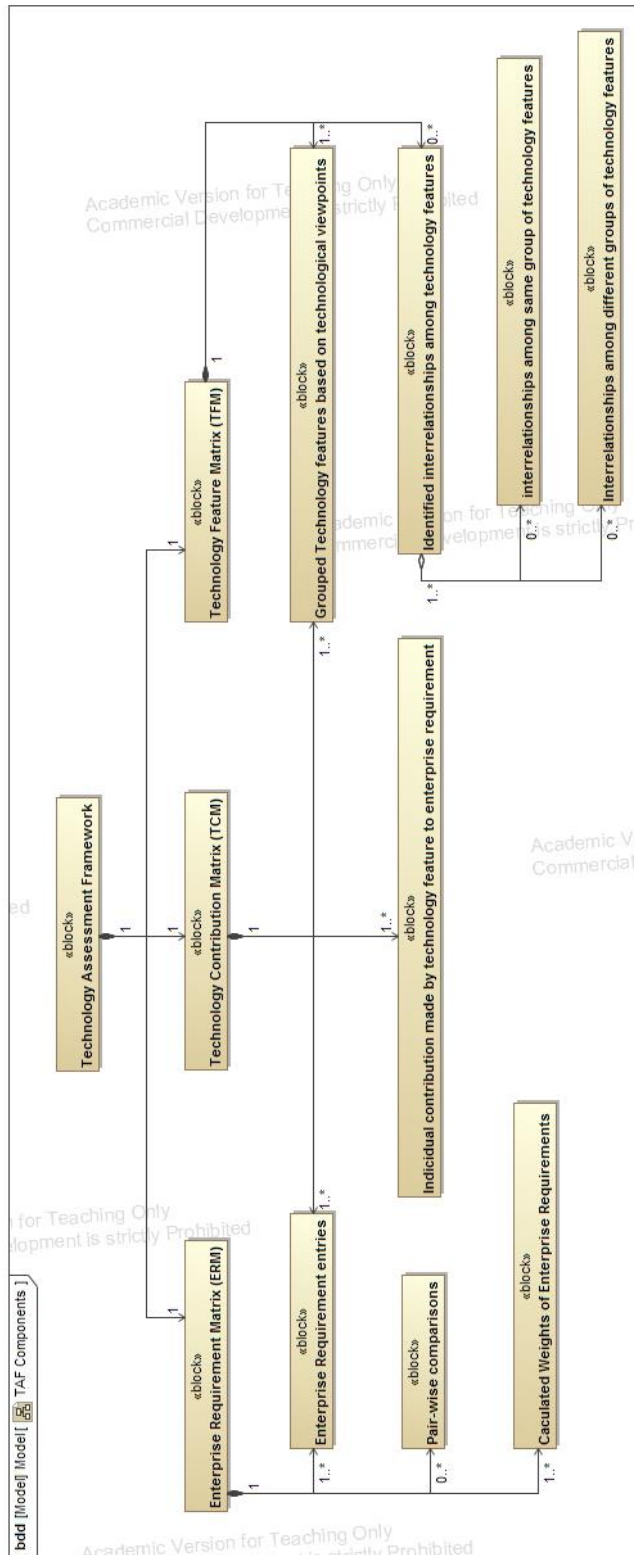 bdd [Model] Model [ TAF Components ]
«block»
Technology Assessment Framework
1
1
1
1
«block»
Enterprise Requirement Matrix (ERM)
«block»
Technology Contribution Matrix (TCM)
«block»
Technology Feature Matrix (TFM)
1
1
1
«block»
Enterprise Requirement entries
1..*
1..*
«block»
Grouped Technology features based on technological viewpoints
1..*
1..*
«block»
Pair-wise comparisons
0..*
«block»
Indicidual contribution made by technology feature to enterprise requirement
1..*
«block»
Identified interrelationships among technology features
0..*
«block»
Caculated Weights of Enterprise Requirements
1..*
1..*
«block»
interrelationships among same group of technology features
0..*
«block»
Interrelationships among different groups of technology features
0..*
Academic Version for Teaching Only
Commercial Development is strictly Prohibited